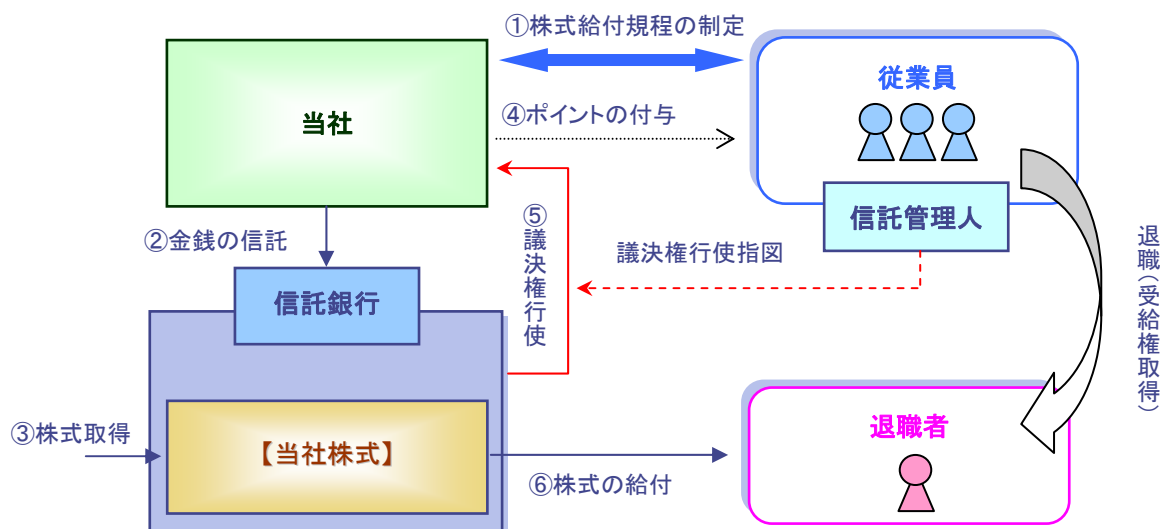 ①株式給付規程の制定
当社
従業員
④ポイントの付与
信託管理人
②金銭の信託
⑤議決権行使
議決権行使指図
退職(受給権取得)
信託銀行
③株式取得
【当社株式】
⑥株式の給付
退職者